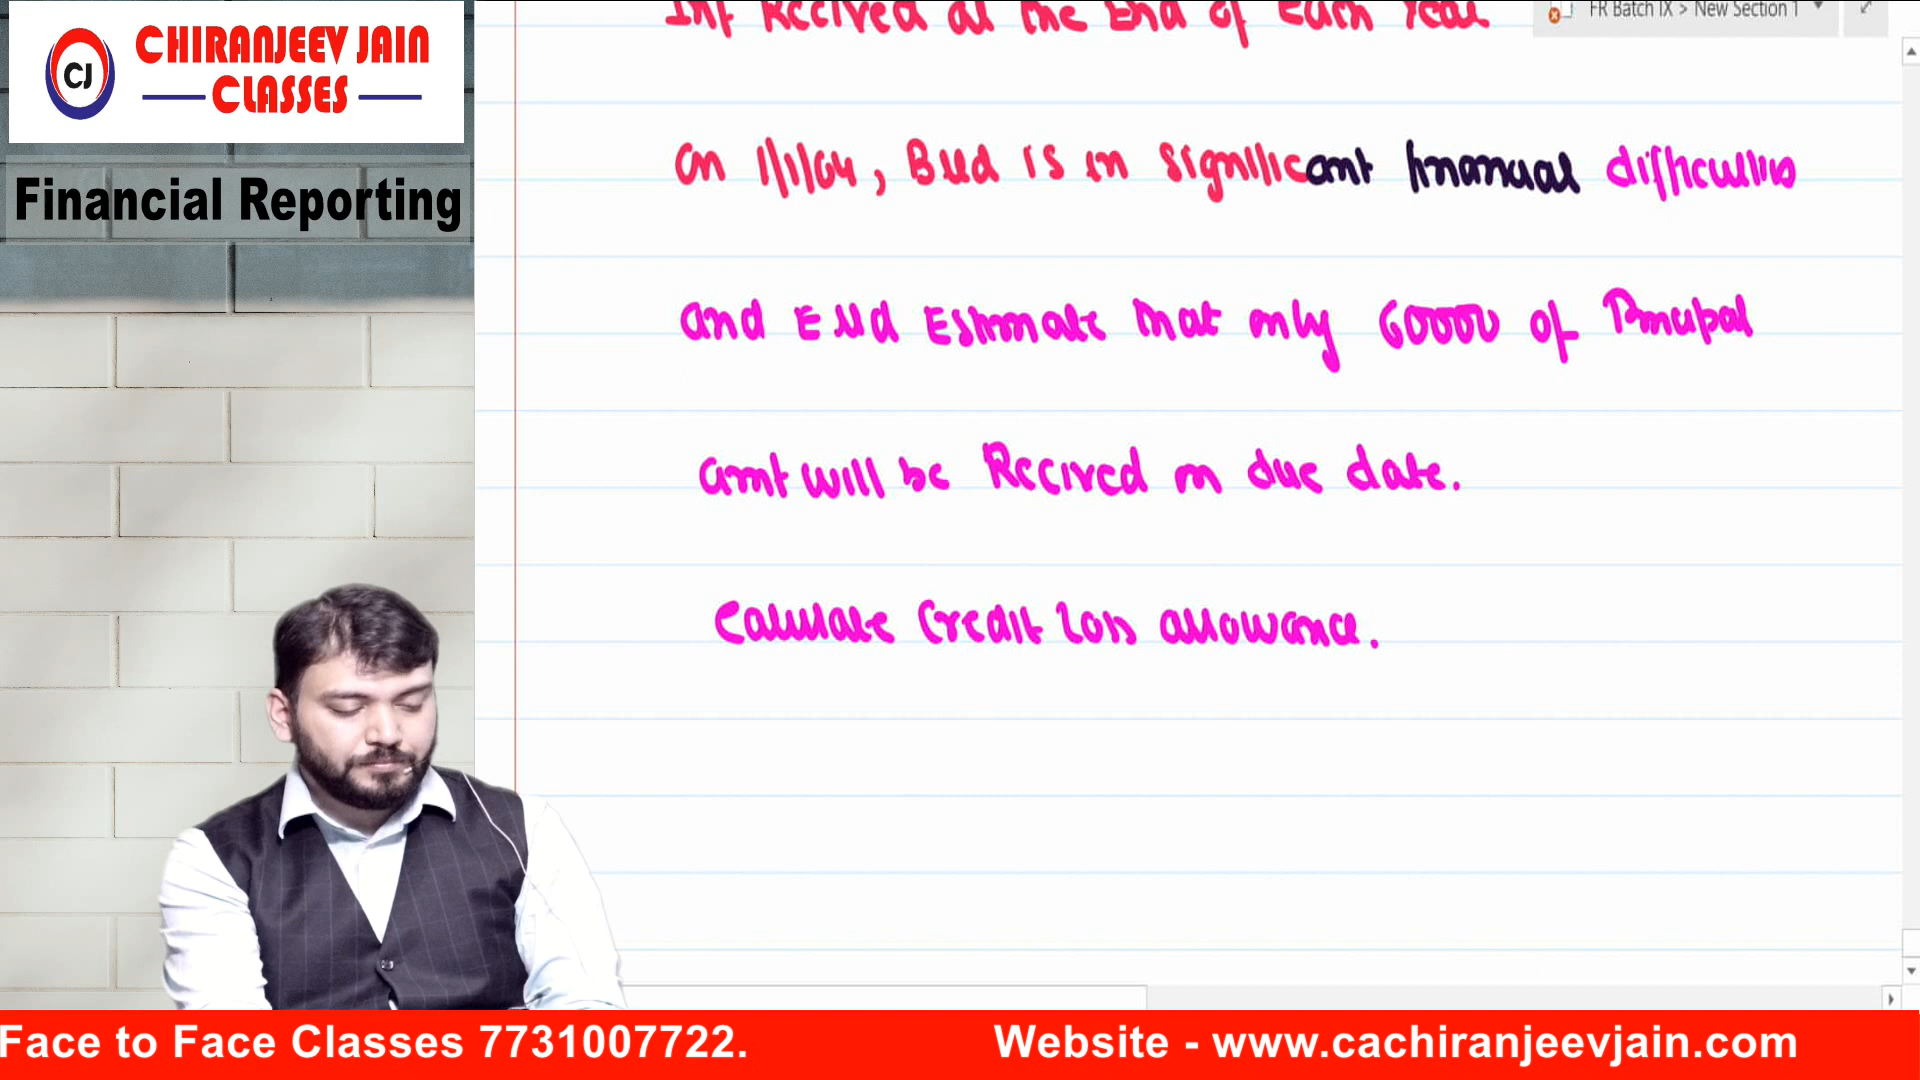 CHIRANJEEV JAIN
CLASSES
CJ
Financial Reporting
FR Batch IX > New Section 1
Int Recived at the End of Each Year
on 1/1/04, B Ltd is in significant financial difficulties
and E Ltd Estimate that only 60000 of Principal
amt will be Recived on due date.
Calculate Credit Loss allowance.
Face to Face Classes 7731007722.
Website - www.cachiranjeevjain.com